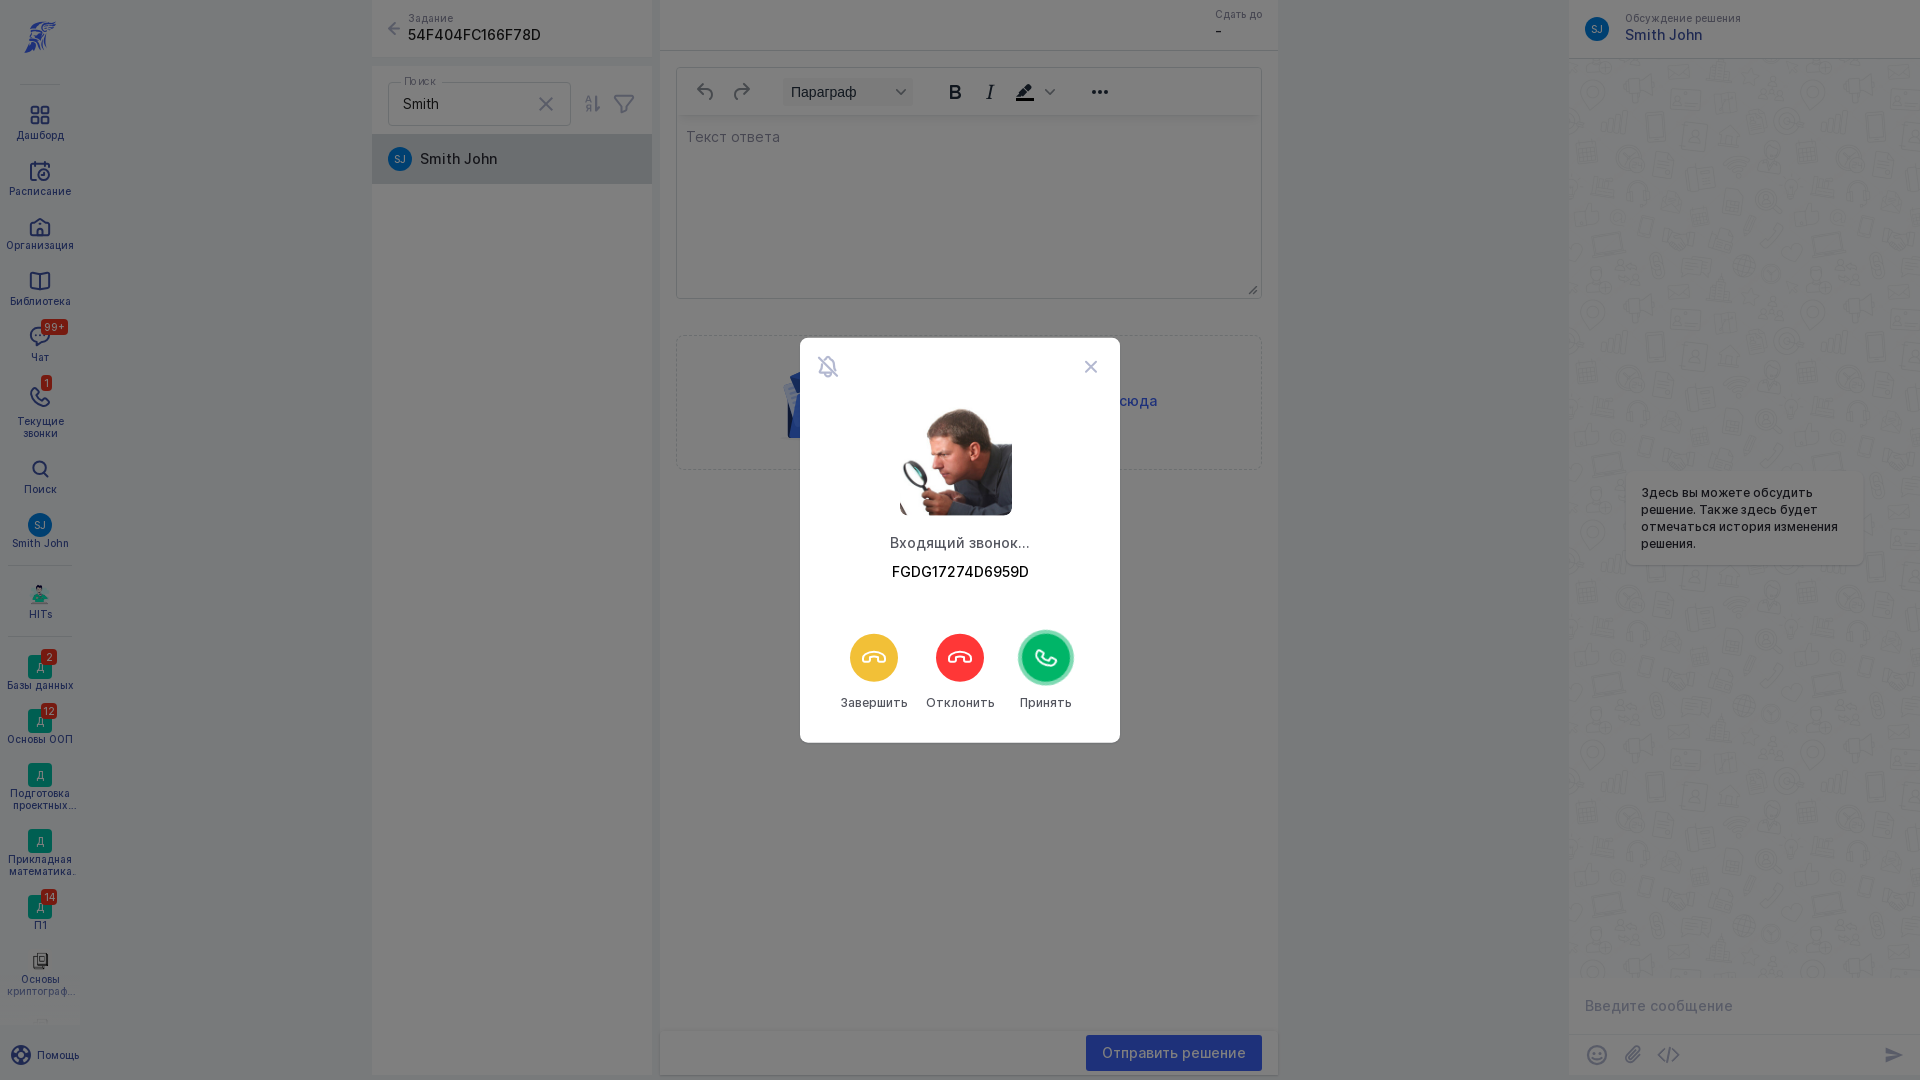 Дашборд
Расписание
Организация
Библиотека
99+
Чат
1
Текущие
звонки
Поиск
SJ
Smith John
HITs
2
Д
Базы данных
12
Д
Основы ООП
Д
Подготовка
проектных...
Д
Прикладная
математика.
14
Д
П1
Основы
криптограф...
Помощь
Задание
54F404FC166F78D
Поиск
Smith
SJ
Smith John
Сдать до
-
Параграф
Текст ответа
сюда
Входящий звонок...
FGDG17274D6959D
Завершить
Отклонить
Принять
Отправить решение
SJ
Обсуждение решения
Smith John
Здесь вы можете обсудить
решение. Также здесь будет
отмечаться история изменения
решения.
Введите сообщение